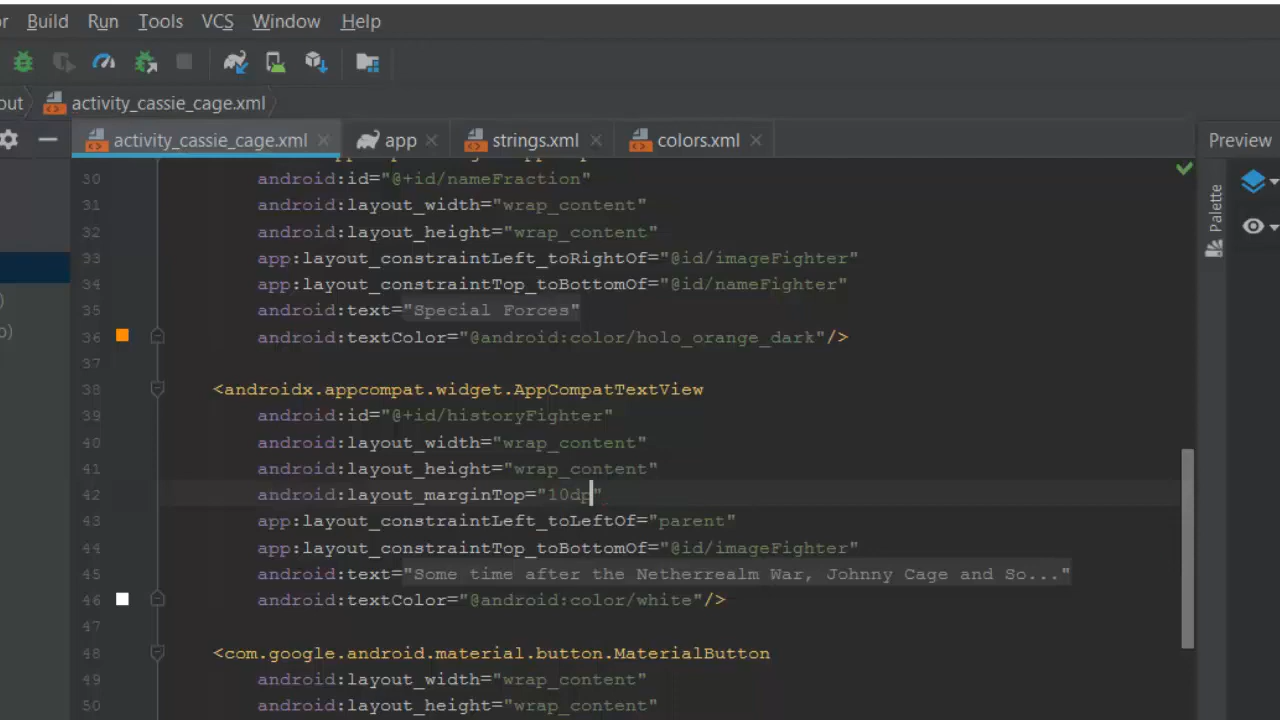 Build Run Tools VCS Window Help
out activity_cassie_cage.xml
activity_cassie_cage.xml app strings.xml colors.xml Preview
30 android:id="@+id/nameFraction"
31 android:layout_width="wrap_content"
32 android:layout_height="wrap_content"
33 app:layout_constraintLeft_toRightOf="@id/imageFighter"
34 app:layout_constraintTop_toBottomOf="@id/nameFighter"
35 android:text="Special Forces"
36 android:textColor="@android:color/holo_orange_dark"/>
37
38 <androidx.appcompat.widget.AppCompatTextView
39 android:id="@+id/historyFighter"
40 android:layout_width="wrap_content"
41 android:layout_height="wrap_content"
42 android:layout_marginTop="10dp"
43 app:layout_constraintLeft_toLeftOf="parent"
44 app:layout_constraintTop_toBottomOf="@id/imageFighter"
45 android:text="Some time after the Netherrealm War, Johnny Cage and So..."
46 android:textColor="@android:color/white"/>
47
48 <com.google.android.material.button.MaterialButton
49 android:layout_width="wrap_content"
50 android:layout_height="wrap_content"
Palette